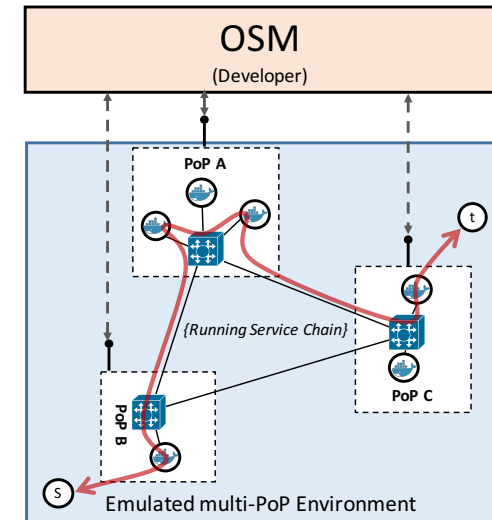 OSM
(Developer)
PoP A
t
{Running Service Chain}
PoP C
PoP
B
S
Emulated multi-PoP Environment